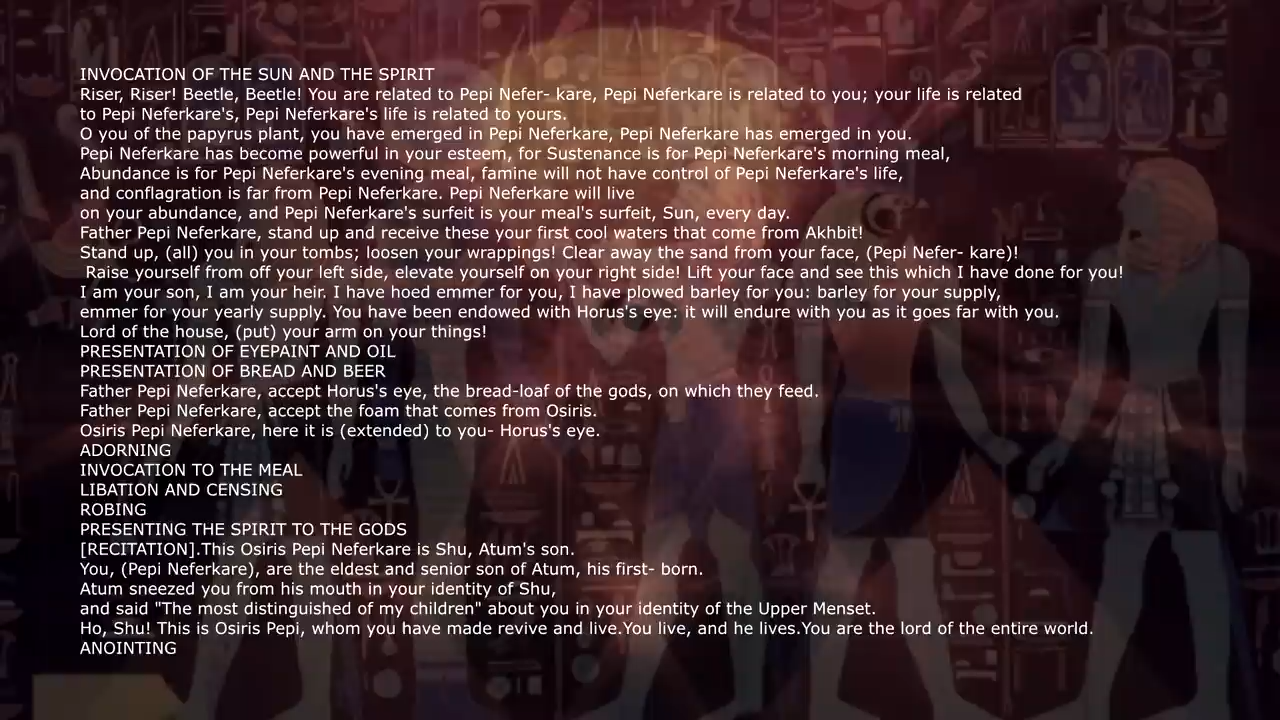 INVOCATION OF THE SUN AND THE SPIRIT
Riser, Riser! Beetle, Beetle! You are related to Pepi Nefer- kare, Pepi Neferkare is related to you; your life is related
to Pepi Neferkare's, Pepi Neferkare's life is related to yours.
O you of the papyrus plant, you have emerged in Pepi Neferkare, Pepi Neferkare has emerged in you.
Pepi Neferkare has become powerful in your esteem, for Sustenance is for Pepi Neferkare's morning meal,
Abundance is for Pepi Neferkare's evening meal, famine will not have control of Pepi Neferkare's life,
and conflagration is far from Pepi Neferkare. Pepi Neferkare will live
on your abundance, and Pepi Neferkare's surfeit is your meal's surfeit, Sun, every day.
Father Pepi Neferkare, stand up and receive these your first cool waters that come from Akhbit!
Stand up, (all) you in your tombs; loosen your wrappings! Clear away the sand from your face, (Pepi Nefer- kare)!
Raise yourself from off your left side, elevate yourself on your right side! Lift your face and see this which I have done for you!
I am your son, I am your heir. I have hoed emmer for you, I have plowed barley for you: barley for your supply,
emmer for your yearly supply. You have been endowed with Horus's eye: it will endure with you as it goes far with you.
Lord of the house, (put) your arm on your things!
PRESENTATION OF EYEPAINT AND OIL
PRESENTATION OF BREAD AND BEER
Father Pepi Neferkare, accept Horus's eye, the bread-loaf of the gods, on which they feed.
Father Pepi Neferkare, accept the foam that comes from Osiris.
Osiris Pepi Neferkare, here it is (extended) to you- Horus's eye.
ADORNING
INVOCATION TO THE MEAL
LIBATION AND CENSING
ROBING
PRESENTING THE SPIRIT TO THE GODS
[RECITATION].This Osiris Pepi Neferkare is Shu, Atum's son.
You, (Pepi Neferkare), are the eldest and senior son of Atum, his first- born.
Atum sneezed you from his mouth in your identity of Shu,
and said "The most distinguished of my children" about you in your identity of the Upper Menset.
Ho, Shu! This is Osiris Pepi, whom you have made revive and live.You live, and he lives.You are the lord of the entire world.
ANOINTING